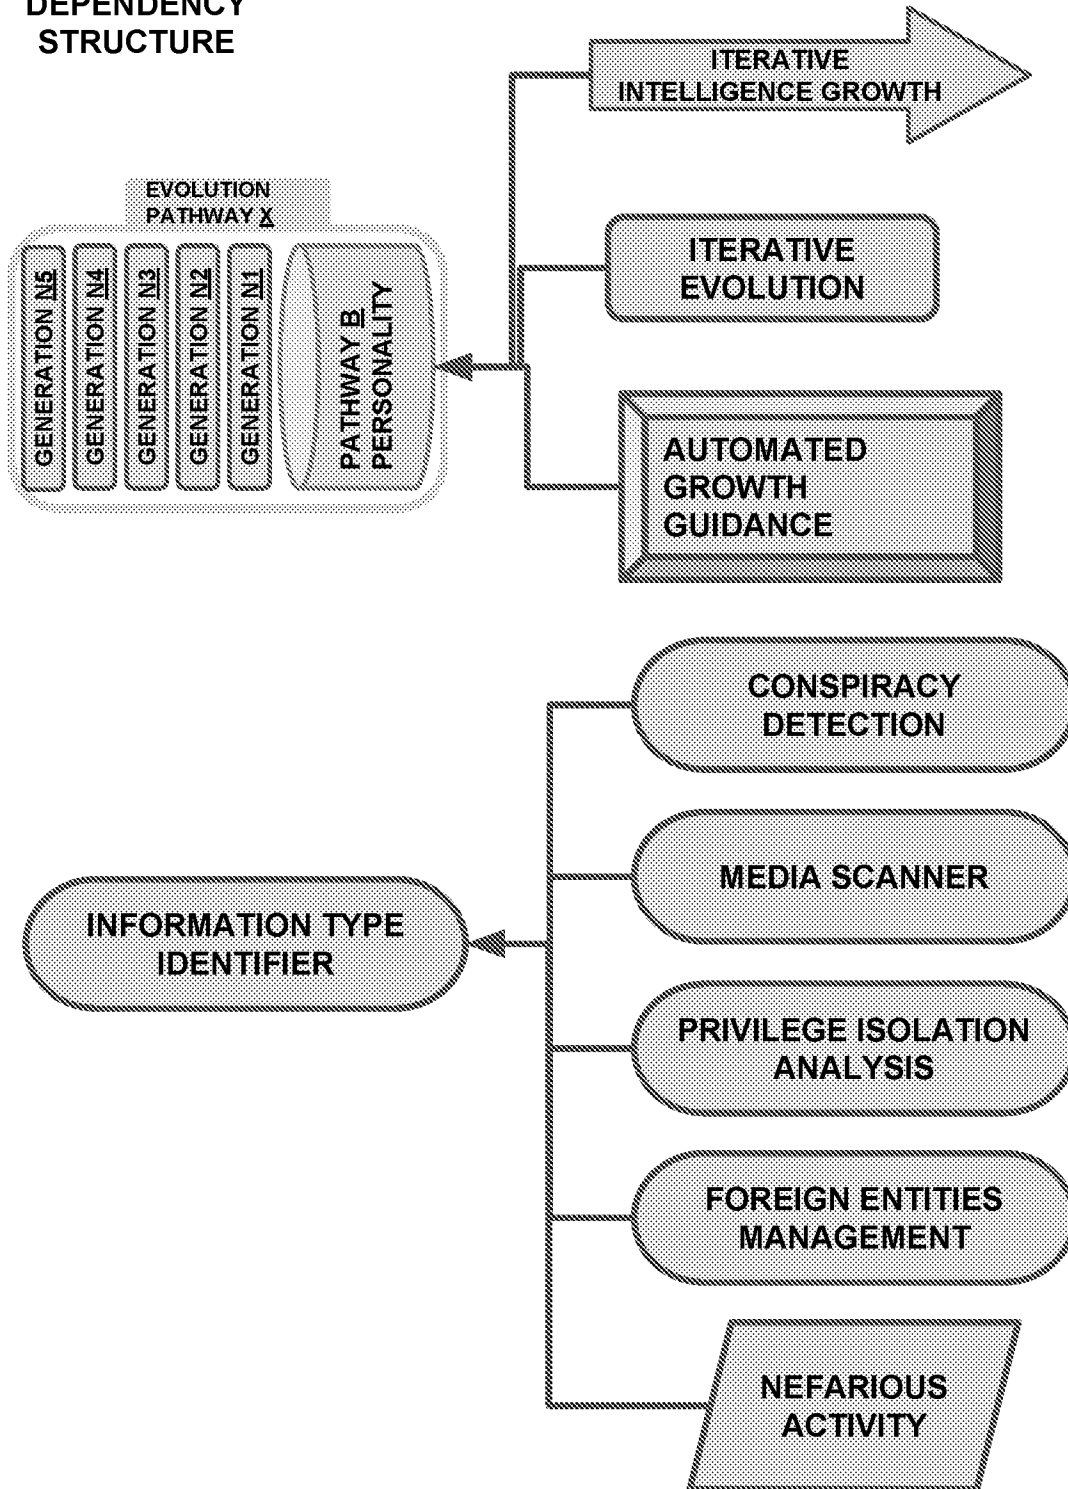 DEPENDENCY
STRUCTURE
ITERATIVE
INTELLIGENCE GROWTH
EVOLUTION
PATHWAY X
GENERATION N5
GENERATION N4
GENERATION N3
GENERATION N2
GENERATION N1
PATHWAY B
PERSONALITY
ITERATIVE
EVOLUTION
AUTOMATED
GROWTH
GUIDANCE
CONSPIRACY
DETECTION
MEDIA SCANNER
INFORMATION TYPE
IDENTIFIER
PRIVILEGE ISOLATION
ANALYSIS
FOREIGN ENTITIES
MANAGEMENT
NEFARIOUS
ACTIVITY